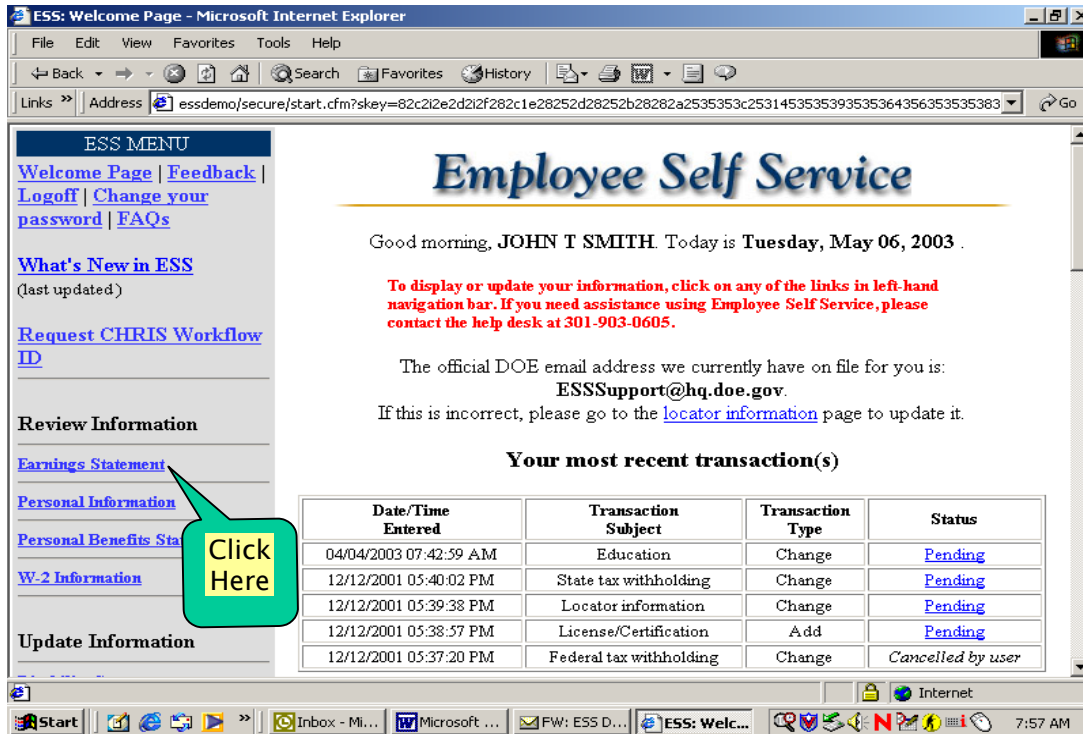 ESS: Welcome Page - Microsoft Internet Explorer
File Edit View Favorites Tools Help
Back Search Favorites History
Links » Address essdemo/secure/start.cfm?skey=82c2i2e2d2i2f282c1e28252d28252b28282a2535353c25314535353935353643563535353​83 Go
ESS MENU
Welcome Page | Feedback |
Logoff | Change your
password | FAQs
What's New in ESS
(last updated )
Request CHRIS Workflow
ID
Review Information
Earnings Statement
Personal Information
Personal Benefits Sta
W-2 Information
Update Information
Click
Here
Employee Self Service
Good morning, JOHN T SMITH. Today is Tuesday, May 06, 2003 .
To display or update your information, click on any of the links in left-hand
navigation bar. If you need assistance using Employee Self Service, please
contact the help desk at 301-903-0605.
The official DOE email address we currently have on file for you is:
ESSSupport@hq.doe.gov.
If this is incorrect, please go to the locator information page to update it.
Your most recent transaction(s)
Date/Time Entered Transaction Subject Transaction Type Status
04/04/2003 07:42:59 AM Education Change Pending
12/12/2001 05:40:02 PM State tax withholding Change Pending
12/12/2001 05:39:38 PM Locator information Change Pending
12/12/2001 05:38:57 PM License/Certification Add Pending
12/12/2001 05:37:20 PM Federal tax withholding Change Cancelled by user
Internet
Start » Inbox - Mi... Microsoft ... FW: ESS D... ESS: Welc... 7:57 AM